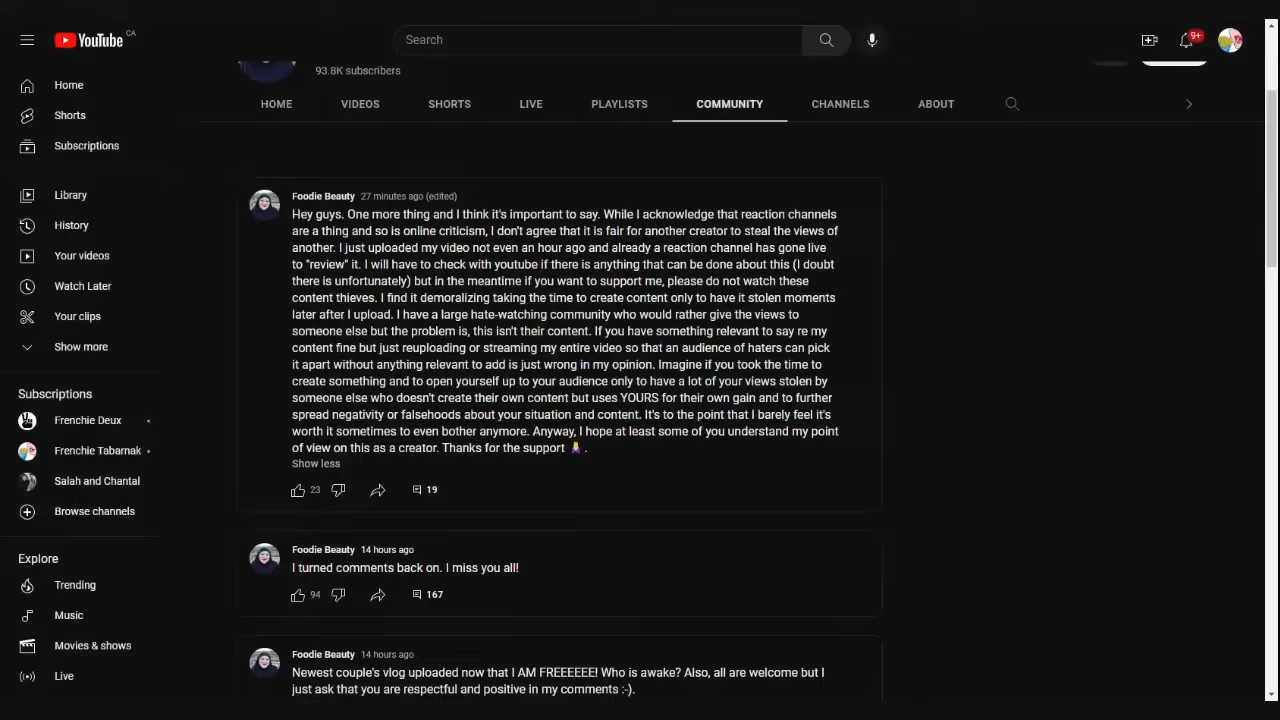 YouTube CA
Search
9+
93.8K subscribers
HOME VIDEOS SHORTS LIVE PLAYLISTS COMMUNITY CHANNELS ABOUT
Home
Shorts
Subscriptions
Library
History
Your videos
Watch Later
Your clips
Show more
Subscriptions
Frenchie Deux
Frenchie Tabarnak
Salah and Chantal
Browse channels
Explore
Trending
Music
Movies & shows
Live
Foodie Beauty 27 minutes ago (edited)
Hey guys. One more thing and I think it's important to say. While I acknowledge that reaction channels
are a thing and so is online criticism, I don't agree that it is fair for another creator to steal the views of
another. I just uploaded my video not even an hour ago and already a reaction channel has gone live
to "review" it. I will have to check with youtube if there is anything that can be done about this (I doubt
there is unfortunately) but in the meantime if you want to support me, please do not watch these
content thieves. I find it demoralizing taking the time to create content only to have it stolen moments
later after I upload. I have a large hate-watching community who would rather give the views to
someone else but the problem is, this isn't their content. If you have something relevant to say re my
content fine but just reuploading or streaming my entire video so that an audience of haters can pick
it apart without anything relevant to add is just wrong in my opinion. Imagine if you took the time to
create something and to open yourself up to your audience only to have a lot of your views stolen by
someone else who doesn't create their own content but uses YOURS for their own gain and to further
spread negativity or falsehoods about your situation and content. It's to the point that I barely feel it's
worth it sometimes to even bother anymore. Anyway, I hope at least some of you understand my point
of view on this as a creator. Thanks for the support .
Show less
23 19
Foodie Beauty 14 hours ago
I turned comments back on. I miss you all!
94 167
Foodie Beauty 14 hours ago
Newest couple's vlog uploaded now that I AM FREEEEEE! Who is awake? Also, all are welcome but I
just ask that you are respectful and positive in my comments :-).